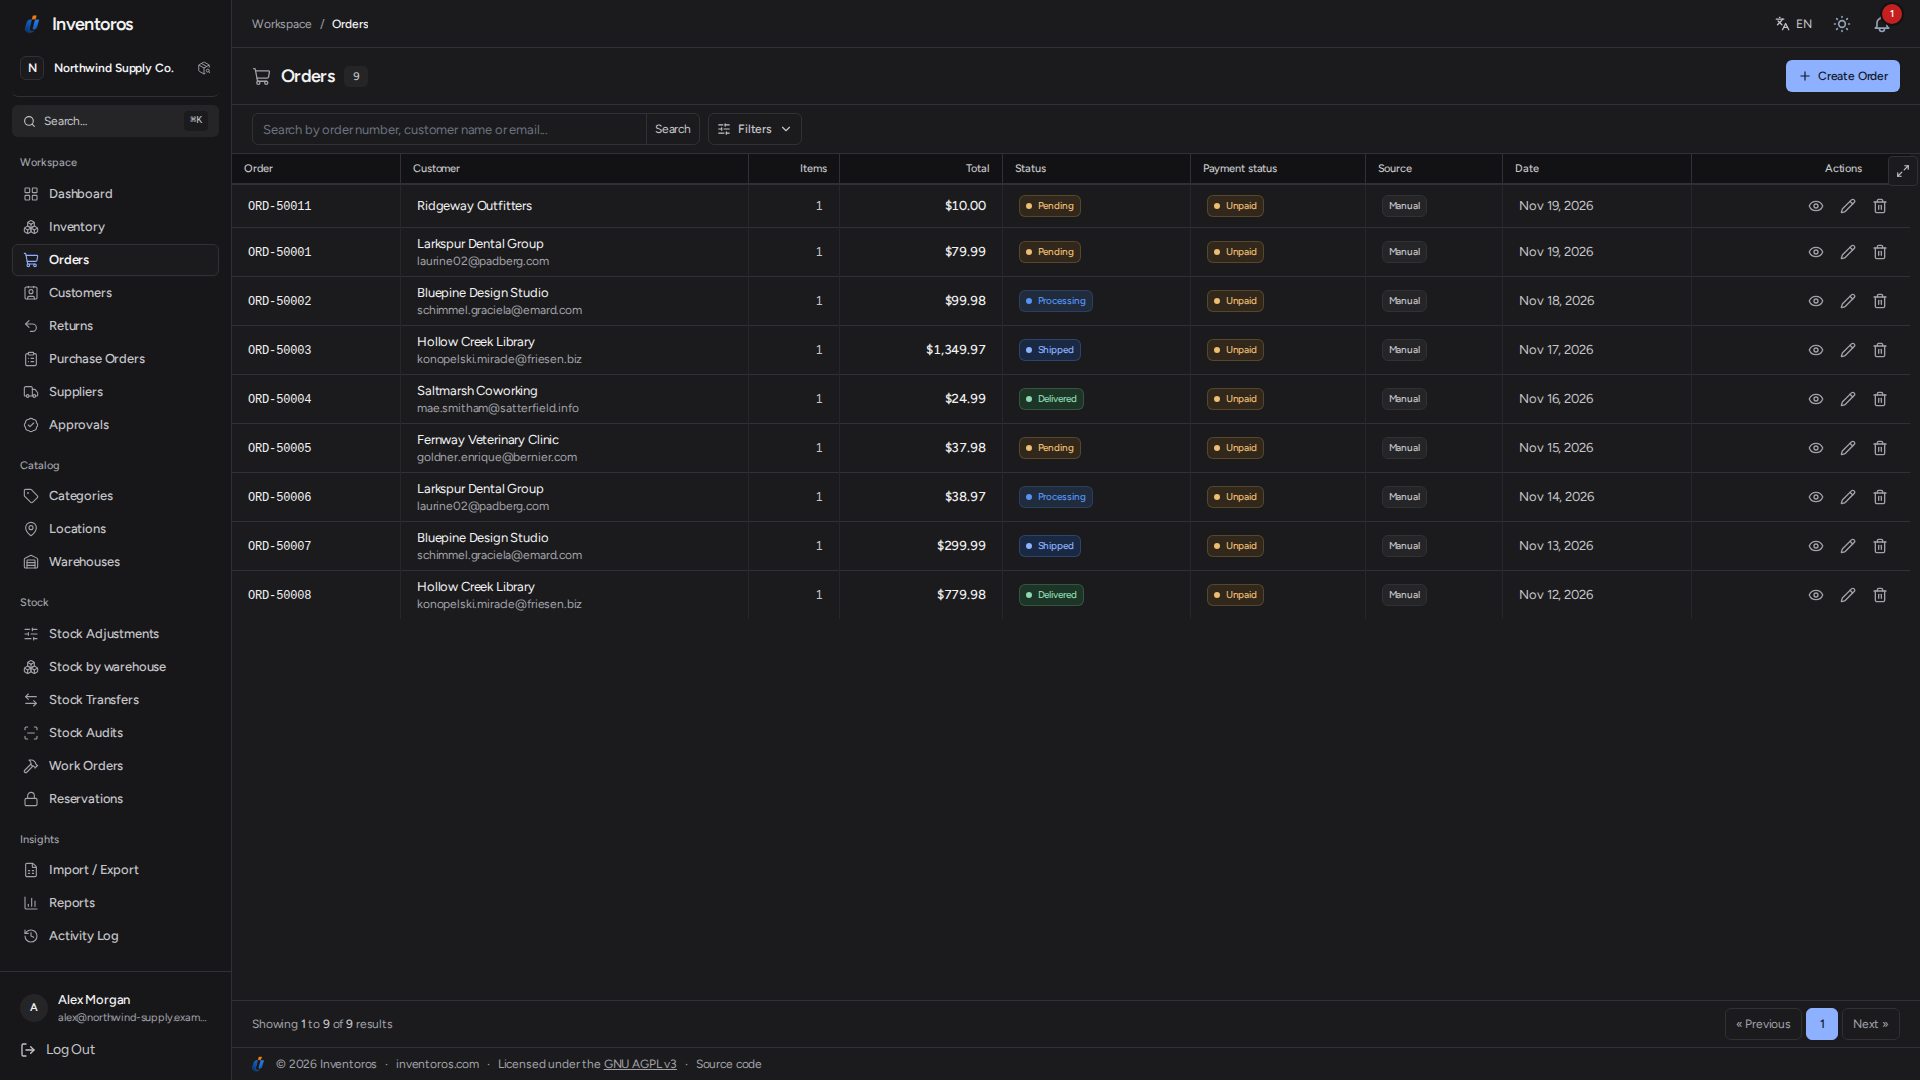 Inventoros
N Northwind Supply Co.
Search... ⌘K
Workspace
Dashboard
Inventory
Orders
Customers
Returns
Purchase Orders
Suppliers
Approvals
Catalog
Categories
Locations
Warehouses
Stock
Stock Adjustments
Stock by warehouse
Stock Transfers
Stock Audits
Work Orders
Reservations
Insights
Import / Export
Reports
Activity Log
A Alex Morgan
alex@northwind-supply.exam...
Log Out
Workspace / Orders
EN 1
Orders 9
+ Create Order
Search by order number, customer name or email... Search Filters
Order Customer Items Total Status Payment status Source Date Actions
ORD-50011 Ridgeway Outfitters 1 $10.00 Pending Unpaid Manual Nov 19, 2026
ORD-50001 Larkspur Dental Group 1 $79.99 Pending Unpaid Manual Nov 19, 2026
laurine02@padberg.com
ORD-50002 Bluepine Design Studio 1 $99.98 Processing Unpaid Manual Nov 18, 2026
schimmel.graciela@emard.com
ORD-50003 Hollow Creek Library 1 $1,349.97 Shipped Unpaid Manual Nov 17, 2026
konopelski.miracle@friesen.biz
ORD-50004 Saltmarsh Coworking 1 $24.99 Delivered Unpaid Manual Nov 16, 2026
mae.smitham@satterfield.info
ORD-50005 Fernway Veterinary Clinic 1 $37.98 Pending Unpaid Manual Nov 15, 2026
goldner.enrique@bernier.com
ORD-50006 Larkspur Dental Group 1 $38.97 Processing Unpaid Manual Nov 14, 2026
laurine02@padberg.com
ORD-50007 Bluepine Design Studio 1 $299.99 Shipped Unpaid Manual Nov 13, 2026
schimmel.graciela@emard.com
ORD-50008 Hollow Creek Library 1 $779.98 Delivered Unpaid Manual Nov 12, 2026
konopelski.miracle@friesen.biz
Showing 1 to 9 of 9 results
« Previous 1 Next »
© 2026 Inventoros · inventoros.com · Licensed under the GNU AGPL v3 · Source code